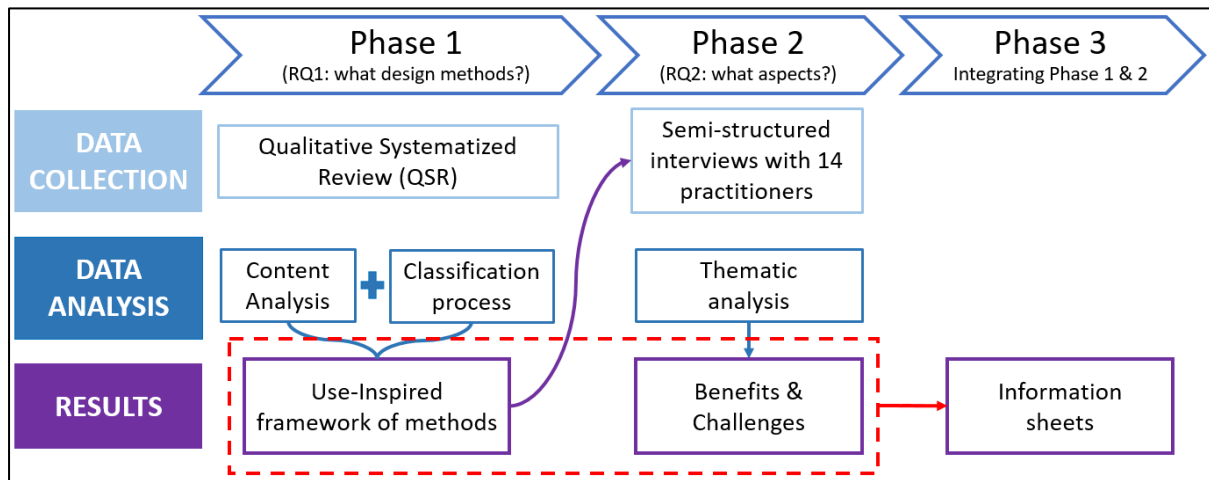 Phase 1
(RQ1: what design methods?)
Phase 2
(RQ2: what aspects?)
Phase 3
Integrating Phase 1 & 2
DATA
COLLECTION
Qualitative Systematized
Review (QSR)
Semi-structured
interviews with 14
practitioners
DATA
ANALYSIS
Content
Analysis
Classification
process
Thematic
analysis
RESULTS
Use-Inspired
framework of methods
Benefits &
Challenges
Information
sheets